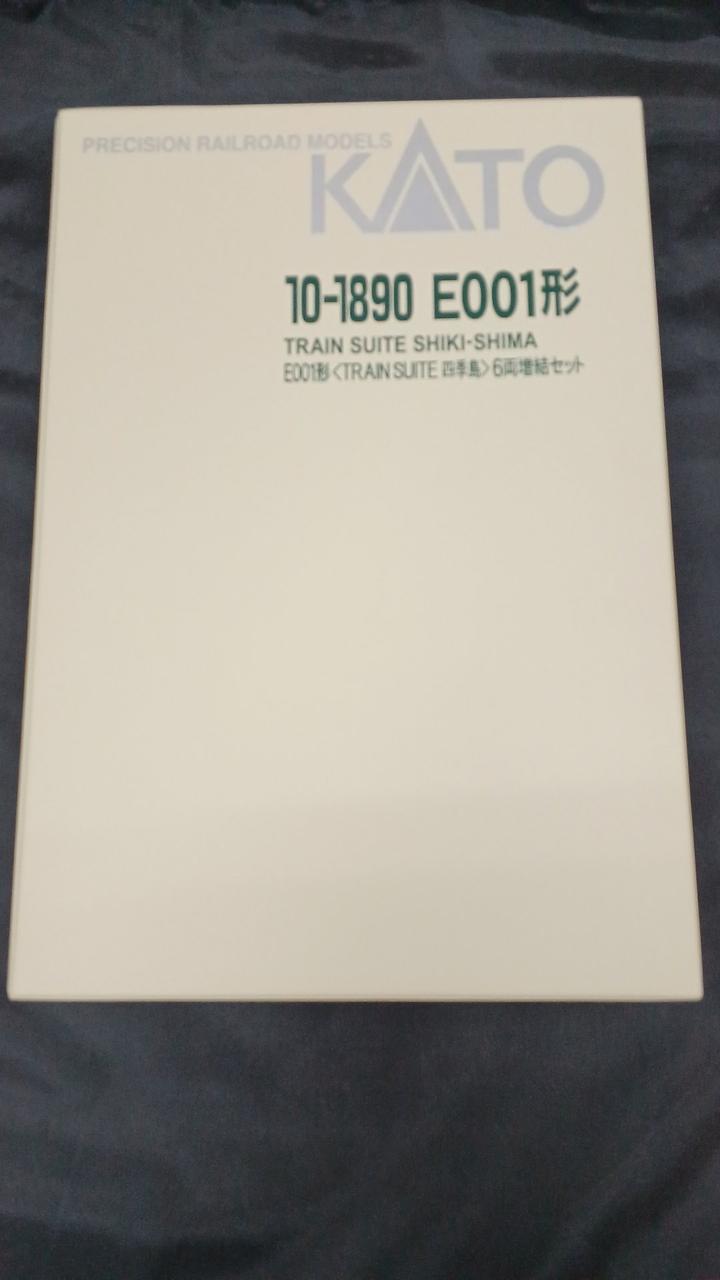 PRECISION RAILROAD MODELS
KATO
10-1890 E001形
TRAIN SUITE SHIKI-SHIMA
E001形〈TRAIN SUITE 四季島〉6両増結セット